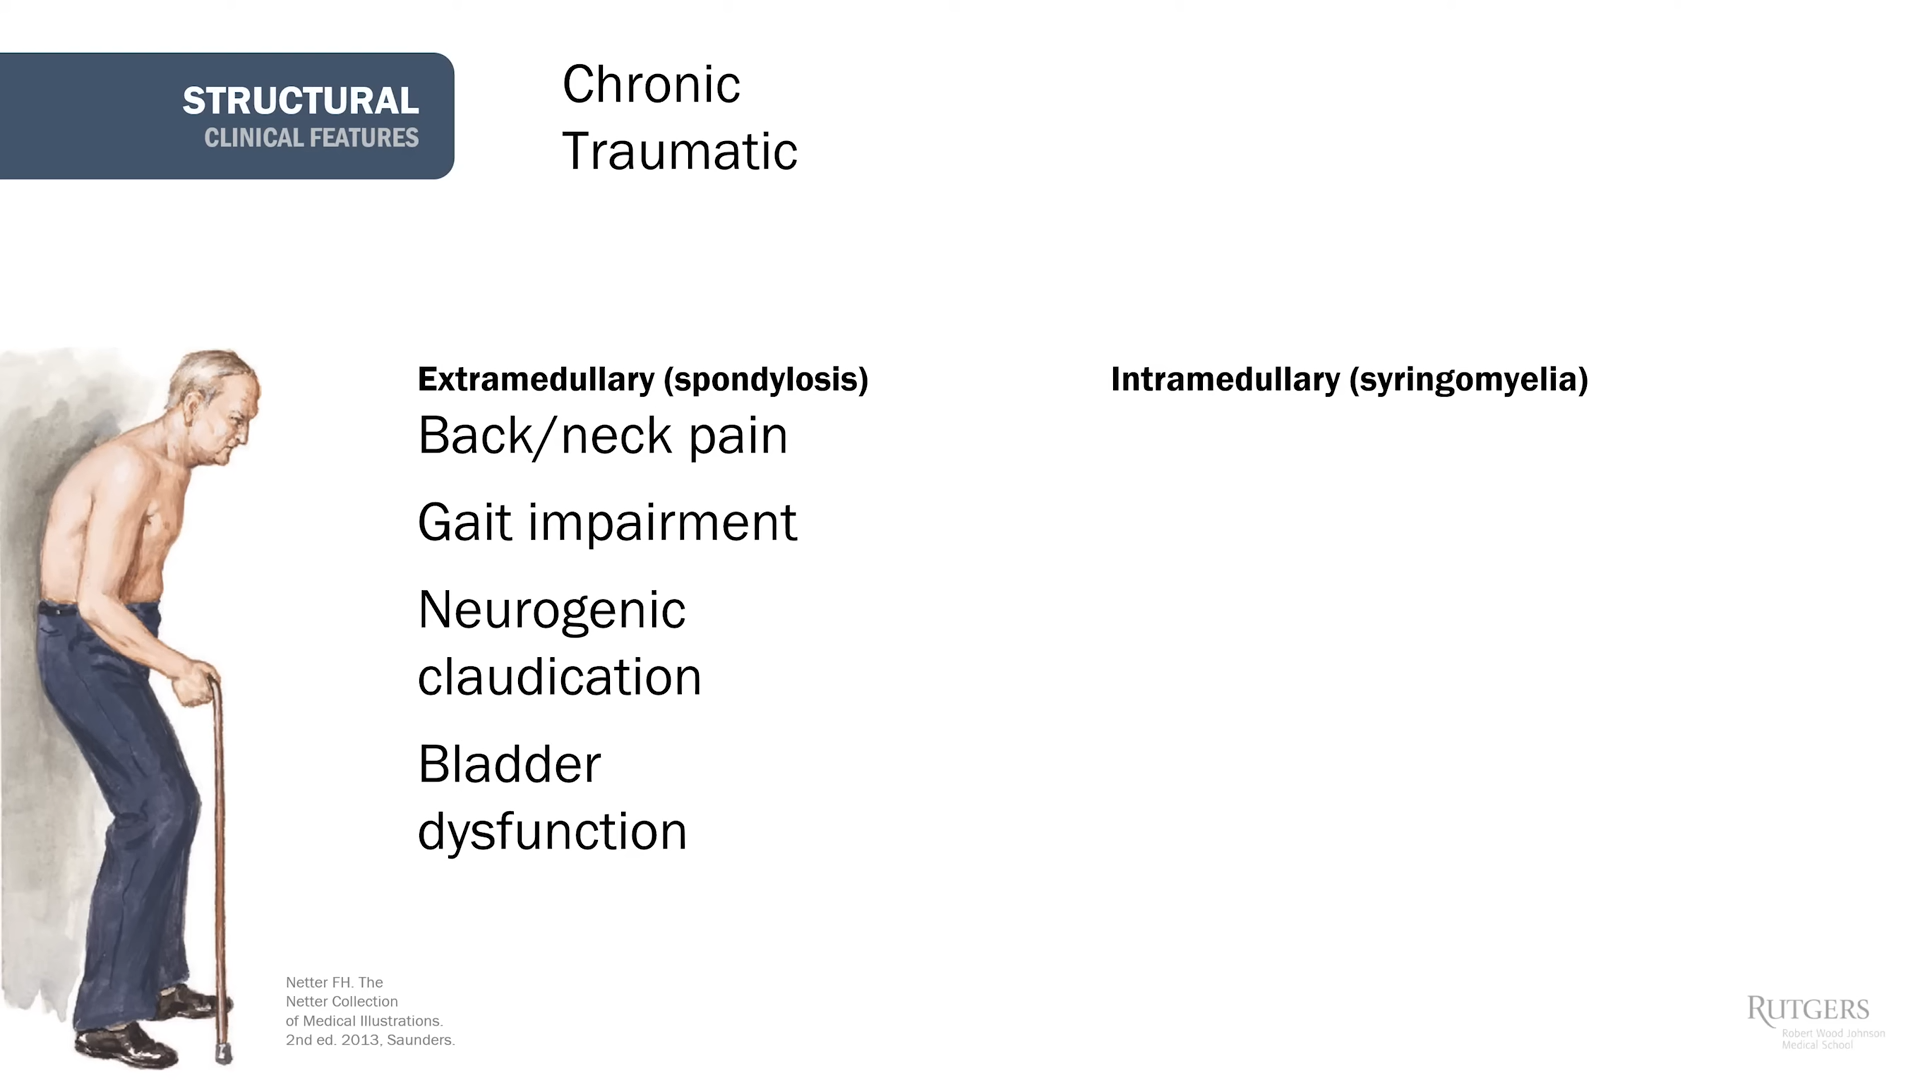 STRUCTURAL
CLINICAL FEATURES
Chronic
Traumatic
Extramedullary (spondylosis)
Back/neck pain
Gait impairment
Neurogenic
claudication
Bladder
dysfunction
Intramedullary (syringomyelia)
Netter FH. The
Netter Collection
of Medical Illustrations.
2nd ed. 2013, Saunders.
RUTGERS
Robert Wood Johnson
Medical School